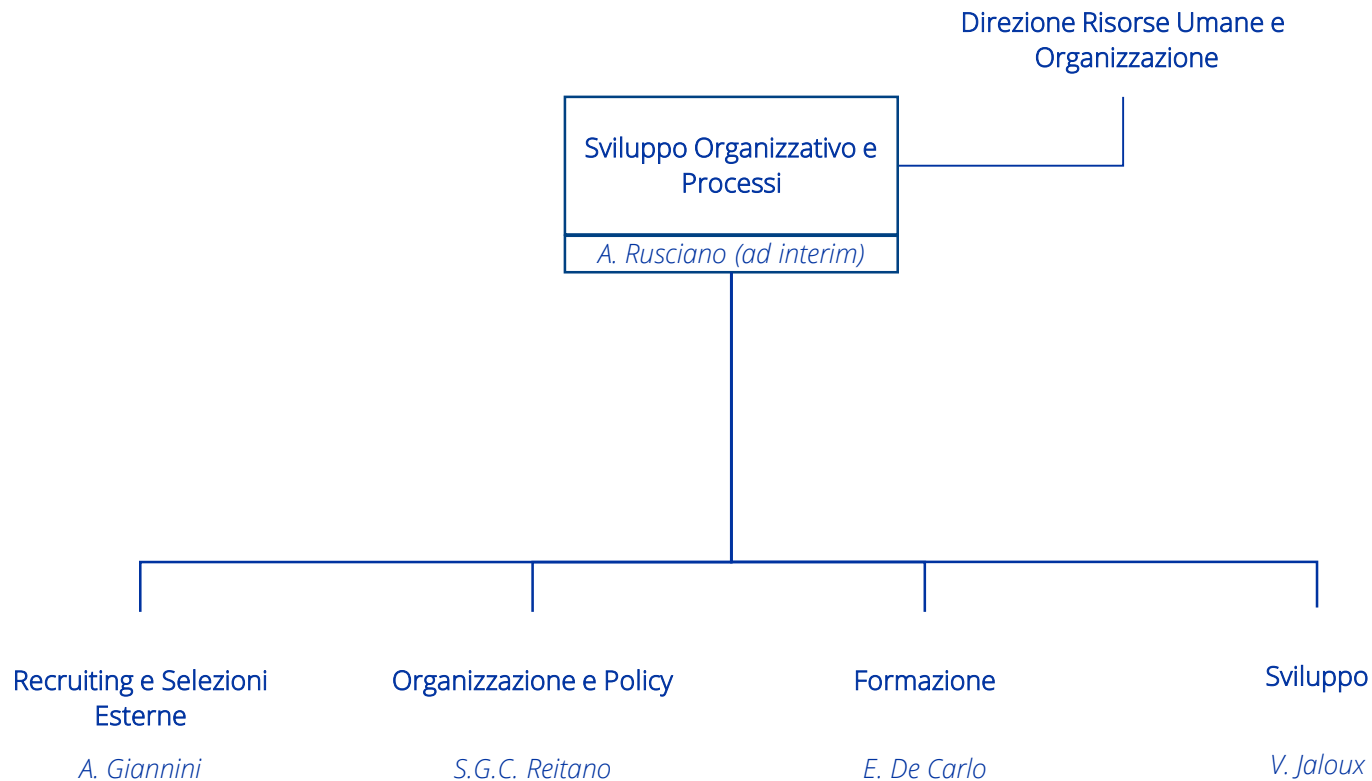 Direzione Risorse Umane e
Organizzazione
Sviluppo Organizzativo e
Processi
A. Rusciano (ad interim)
Recruiting e Selezioni
Esterne
A. Giannini
Organizzazione e Policy
S.G.C. Reitano
Formazione
E. De Carlo
Sviluppo
V. Jaloux